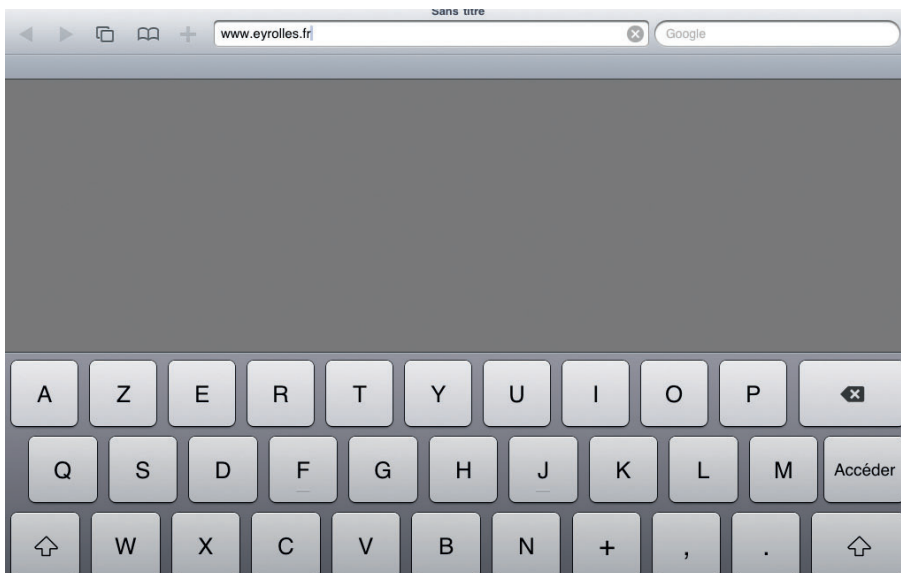 Sans titre
www.eyrolles.fr Google
A Z E R T Y U I O P
Q S D F G H J K L M Accéder
W X C V B N + , .